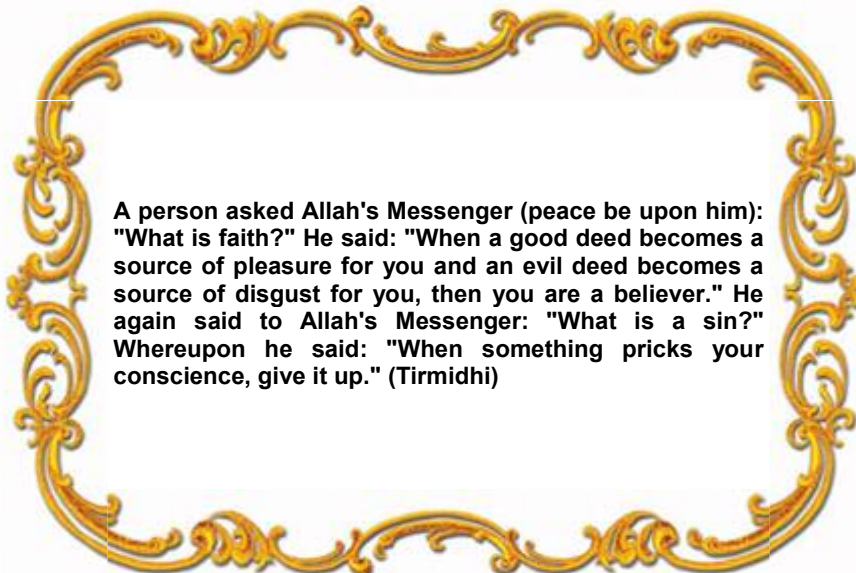 A person asked Allah's Messenger (peace be upon him):
"What is faith?" He said: "When a good deed becomes a
source of pleasure for you and an evil deed becomes a
source of disgust for you, then you are a believer." He
again said to Allah's Messenger: "What is a sin?"
Whereupon he said: "When something pricks your
conscience, give it up." (Tirmidhi)